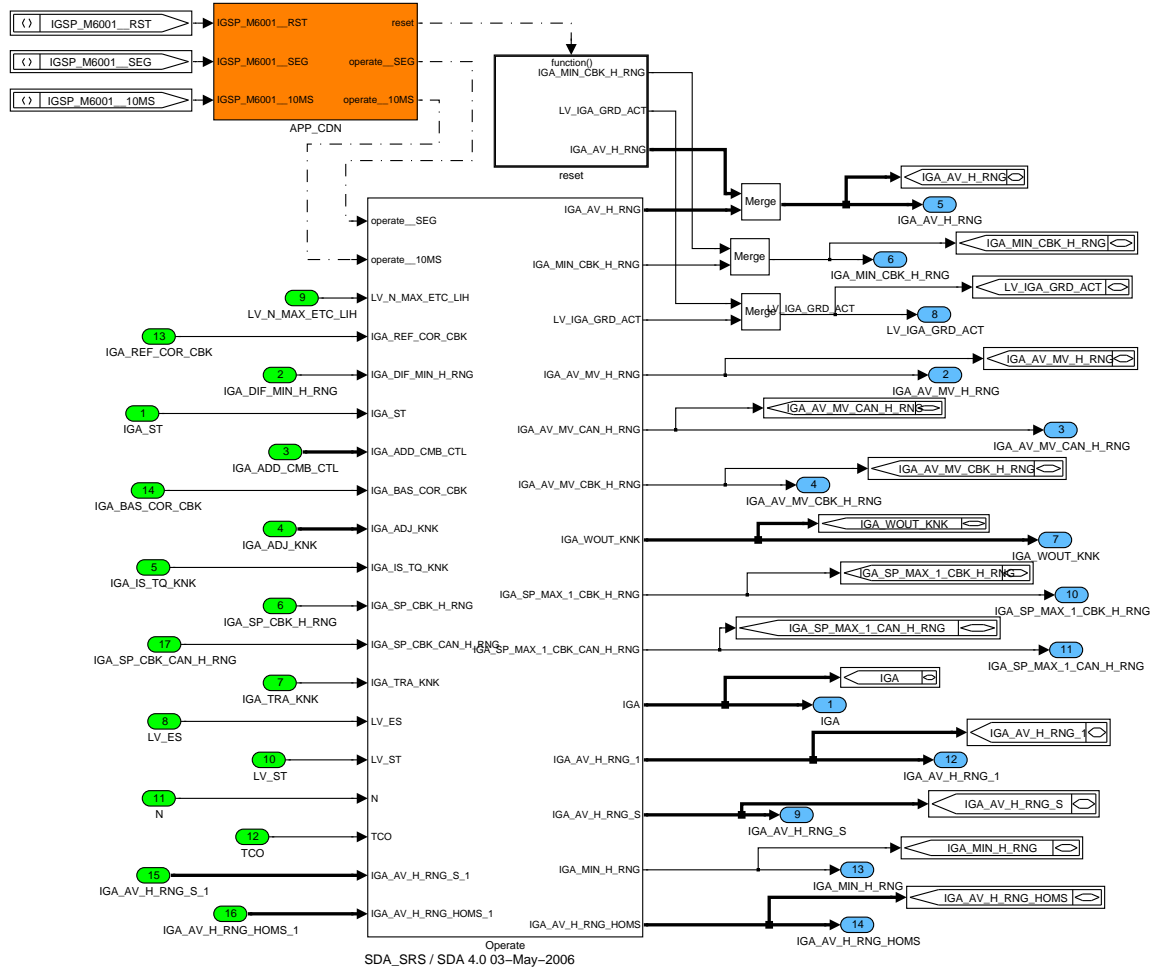 IGSP_M6001__RST
IGSP_M6001__SEG
IGSP_M6001__10MS
IGSP_M6001__RST
IGSP_M6001__SEG
IGSP_M6001__10MS
reset
operate__SEG
operate__10MS
APP_CDN
function()
IGA_MIN_CBK_H_RNG
LV_IGA_GRD_ACT
IGA_AV_H_RNG
reset
operate__SEG
operate__10MS
9
LV_N_MAX_ETC_LIH
LV_N_MAX_ETC_LIH
13
IGA_REF_COR_CBK
IGA_REF_COR_CBK
2
IGA_DIF_MIN_H_RNG
IGA_DIF_MIN_H_RNG
1
IGA_ST
IGA_ST
3
IGA_ADD_CMB_CTL
IGA_ADD_CMB_CTL
14
IGA_BAS_COR_CBK
IGA_BAS_COR_CBK
4
IGA_ADJ_KNK
IGA_ADJ_KNK
5
IGA_IS_TQ_KNK
IGA_IS_TQ_KNK
6
IGA_SP_CBK_H_RNG
IGA_SP_CBK_H_RNG
17
IGA_SP_CBK_CAN_H_RNG
IGA_SP_CBK_CAN_H_RNG
7
IGA_TRA_KNK
IGA_TRA_KNK
8
LV_ES
LV_ES
10
LV_ST
LV_ST
11
N
N
12
TCO
TCO
15
IGA_AV_H_RNG_S_1
IGA_AV_H_RNG_S_1
16
IGA_AV_H_RNG_HOMS_1
IGA_AV_H_RNG_HOMS_1
IGA_AV_H_RNG
Merge
IGA_AV_H_RNG
5
IGA_AV_H_RNG
IGA_MIN_CBK_H_RNG
Merge
IGA_MIN_CBK_H_RNG
6
IGA_MIN_CBK_H_RNG
LV_IGA_GRD_ACT
Merge
LV_IGA_GRD_ACT
LV_IGA_GRD_ACT
8
LV_IGA_GRD_ACT
IGA_AV_MV_H_RNG
IGA_AV_MV_H_RNG
2
IGA_AV_MV_H_RNG
IGA_AV_MV_CAN_H_RNG
IGA_AV_MV_CAN_H_RNG
3
IGA_AV_MV_CAN_H_RNG
IGA_AV_MV_CBK_H_RNG
IGA_AV_MV_CBK_H_RNG
4
IGA_AV_MV_CBK_H_RNG
IGA_WOUT_KNK
IGA_WOUT_KNK
7
IGA_WOUT_KNK
IGA_SP_MAX_1_CBK_H_RNG
IGA_SP_MAX_1_CBK_H_RNG
10
IGA_SP_MAX_1_CBK_H_RNG
IGA_SP_MAX_1_CBK_CAN_H_RNG
IGA_SP_MAX_1_CAN_H_RNG
11
IGA_SP_MAX_1_CAN_H_RNG
IGA
IGA
1
IGA
IGA_AV_H_RNG_1
IGA_AV_H_RNG_1
12
IGA_AV_H_RNG_1
IGA_AV_H_RNG_S
IGA_AV_H_RNG_S
9
IGA_AV_H_RNG_S
IGA_MIN_H_RNG
IGA_MIN_H_RNG
13
IGA_MIN_H_RNG
IGA_AV_H_RNG_HOMS
IGA_AV_H_RNG_HOMS
14
IGA_AV_H_RNG_HOMS
Operate
SDA_SRS / SDA 4.0 03–May–2006